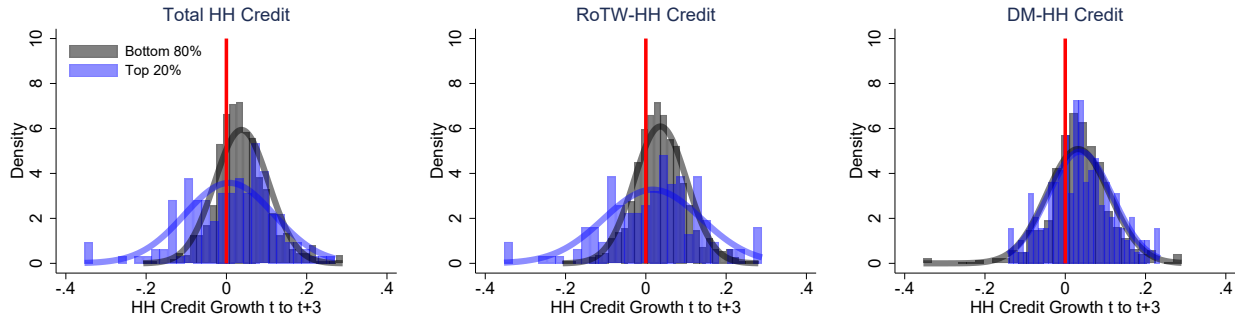 Total HH Credit
Density
10
8
6
4
2
0
Bottom 80%
Top 20%
-.4 -.2 0 .2 .4
HH Credit Growth t to t+3
RoTW-HH Credit
Density
10
8
6
4
2
0
-.4 -.2 0 .2 .4
HH Credit Growth t to t+3
DM-HH Credit
Density
10
8
6
4
2
0
-.4 -.2 0 .2 .4
HH Credit Growth t to t+3